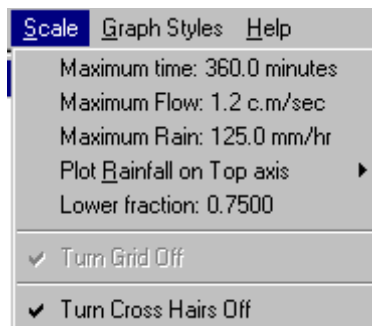 Scale Graph Styles Help
Maximum time: 360.0 minutes
Maximum Flow: 1.2 c.m/sec
Maximum Rain: 125.0 mm/hr
Plot Rainfall on Top axis
Lower fraction: 0.7500
Turn Grid Off
Turn Cross Hairs Off